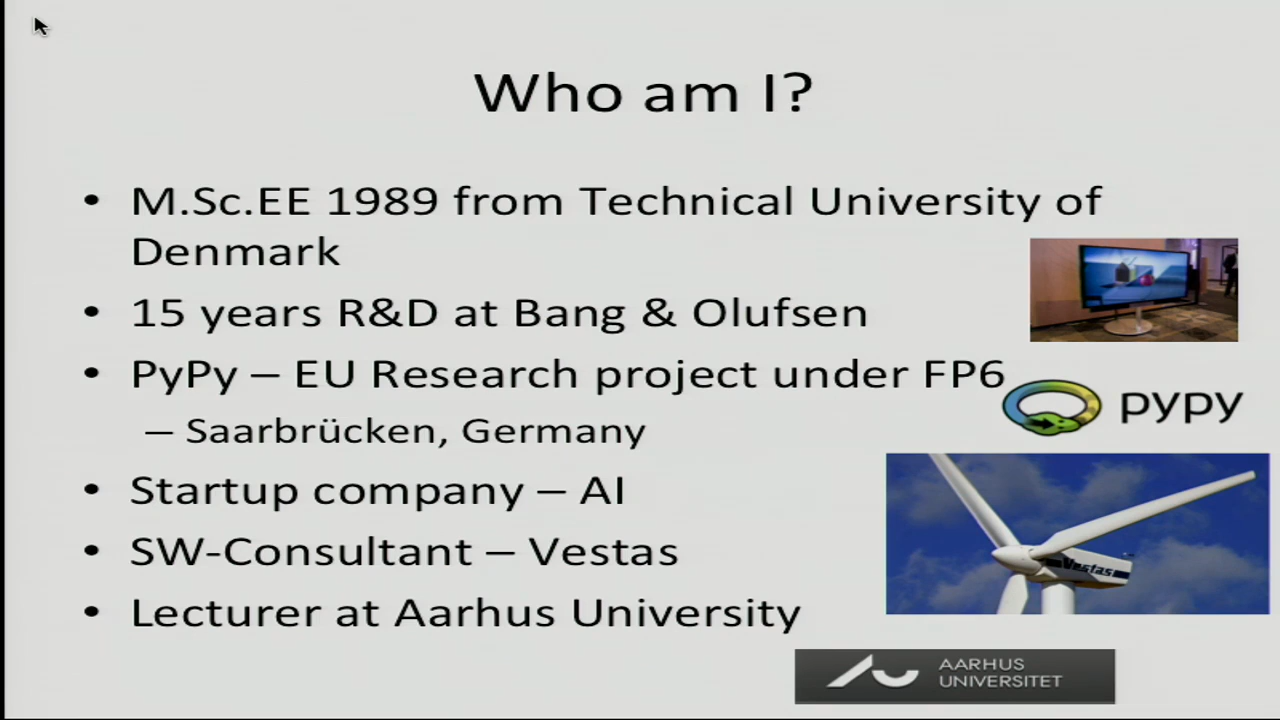 Who am I?
• M.Sc.EE 1989 from Technical University of
Denmark
• 15 years R&D at Bang & Olufsen
• PyPy – EU Research project under FP6
– Saarbrücken, Germany
pypy
• Startup company – AI
• SW-Consultant – Vestas
Vestas
• Lecturer at Aarhus University
AARHUS
UNIVERSITET